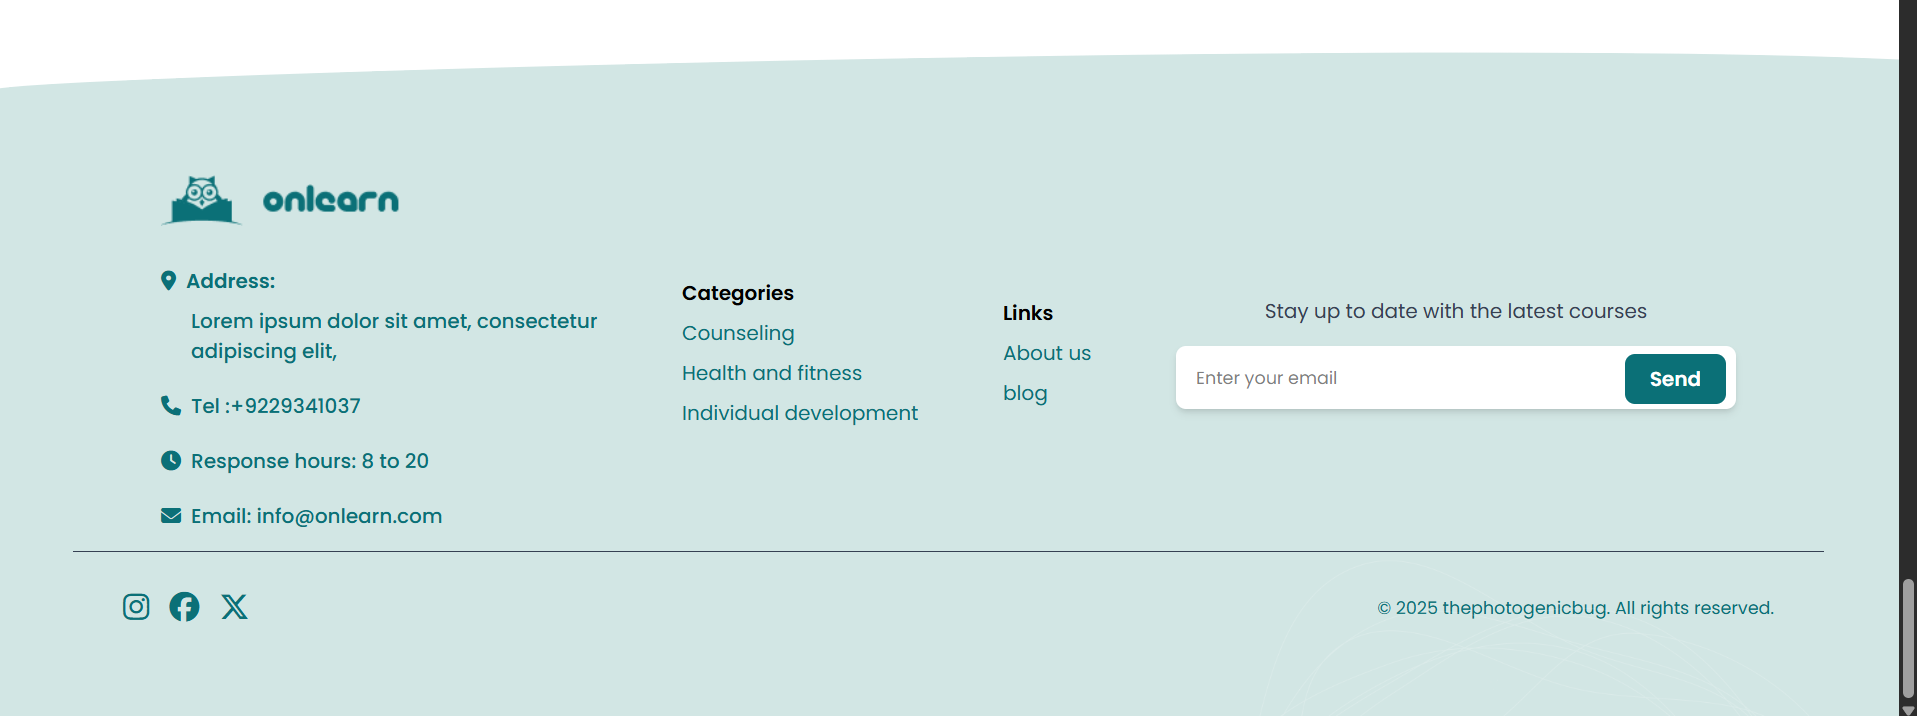 onlearn
Address:
Lorem ipsum dolor sit amet, consectetur
adipiscing elit,
Tel :+9229341037
Response hours: 8 to 20
Email: info@onlearn.com
Categories
Counseling
Health and fitness
Individual development
Links
About us
blog
Stay up to date with the latest courses
Enter your email
Send
© 2025 thephotogenicbug. All rights reserved.